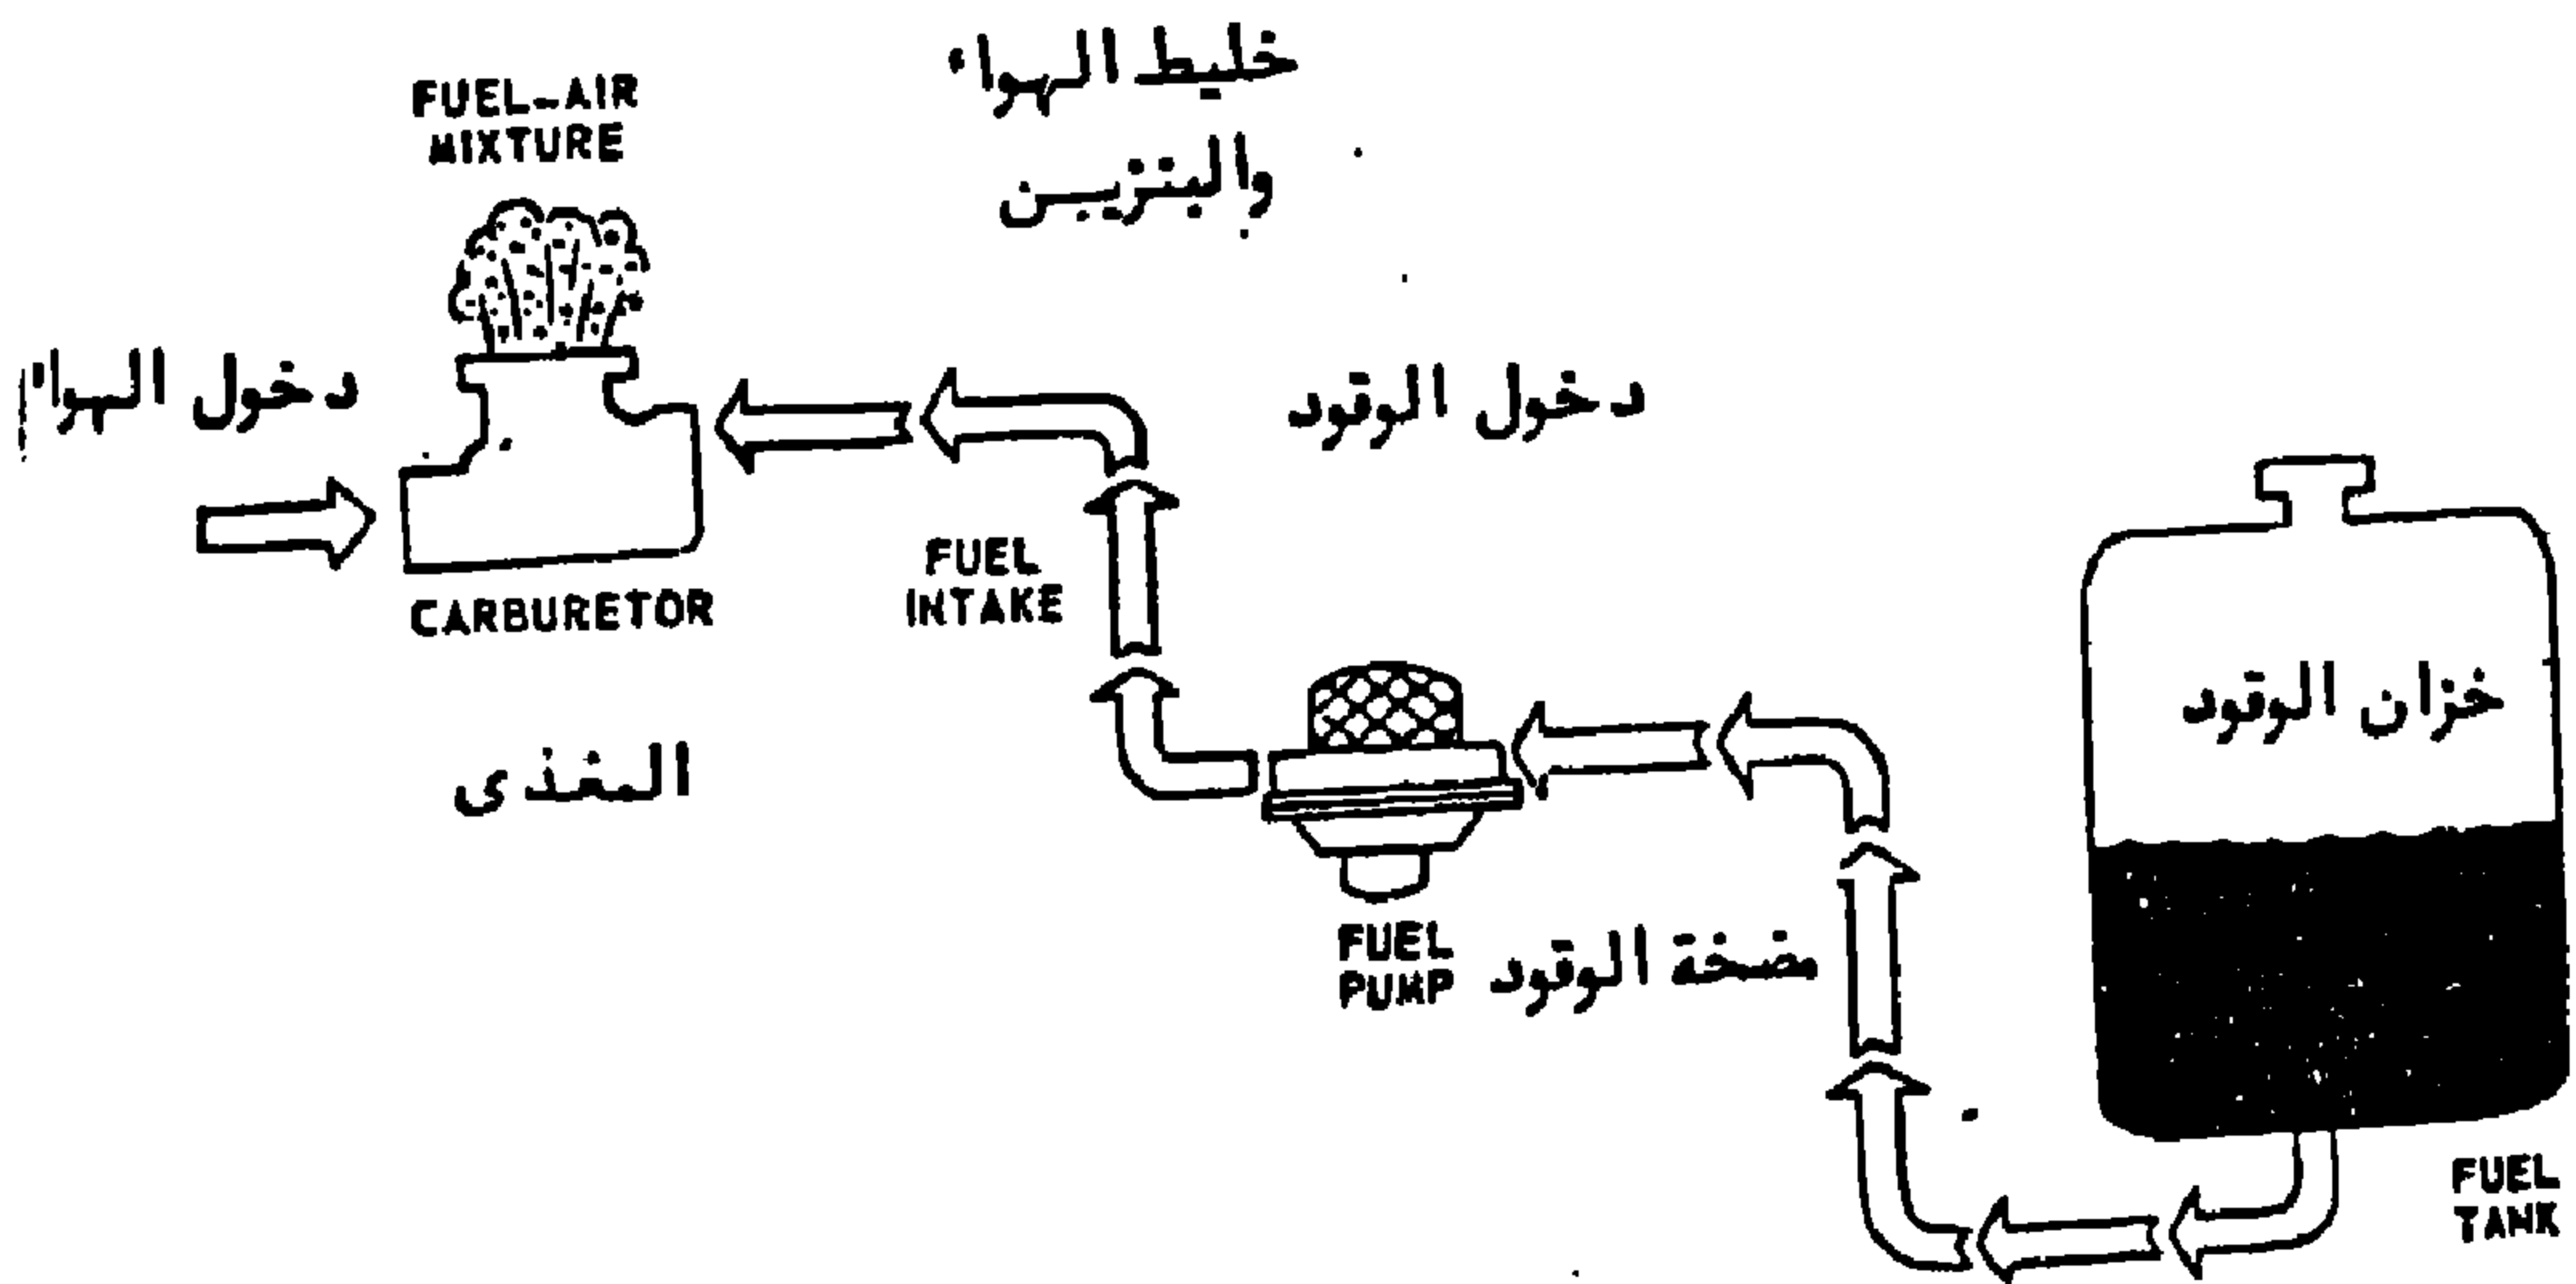 FUEL-AIR
MIXTURE
خليط الهواء
والبنزين
دخول الهواء
دخول الوقود
FUEL
INTAKE
CARBURETOR
المغذى
خزان الوقود
FUEL
PUMP
مضخة الوقود
FUEL
TANK